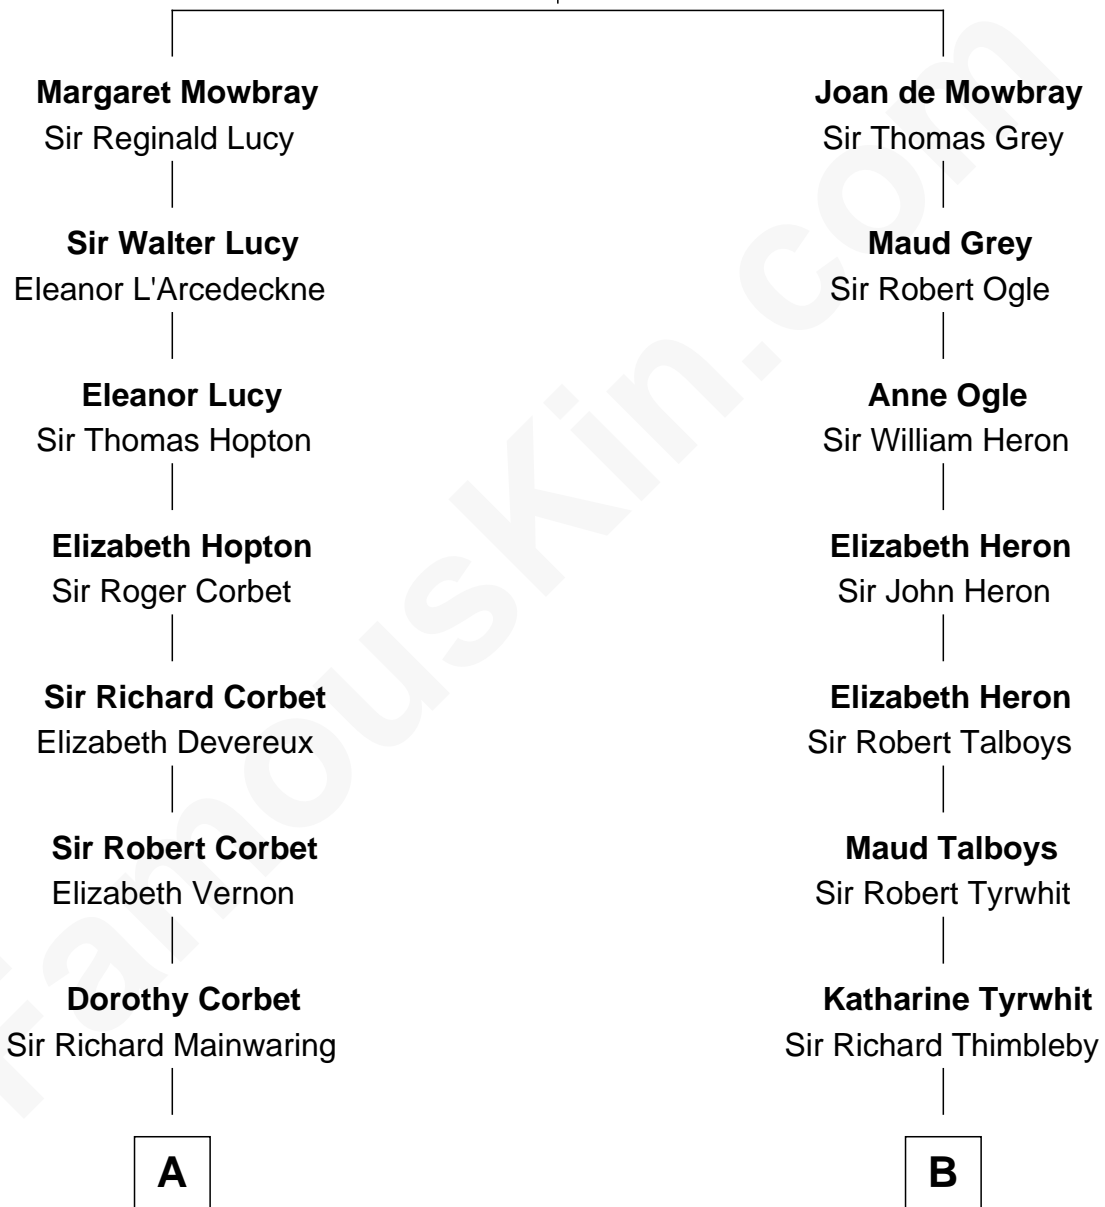 Margaret Mowbray
Sir Reginald Lucy
Sir Walter Lucy
Eleanor L'Arcedeckne
Eleanor Lucy
Sir Thomas Hopton
Elizabeth Hopton
Sir Roger Corbet
Sir Richard Corbet
Elizabeth Devereux
Sir Robert Corbet
Elizabeth Vernon
Dorothy Corbet
Sir Richard Mainwaring
A
Joan de Mowbray
Sir Thomas Grey
Maud Grey
Sir Robert Ogle
Anne Ogle
Sir William Heron
Elizabeth Heron
Sir John Heron
Elizabeth Heron
Sir Robert Talboys
Maud Talboys
Sir Robert Tyrwhit
Katharine Tyrwhit
Sir Richard Thimbleby
B
FamousKin.com